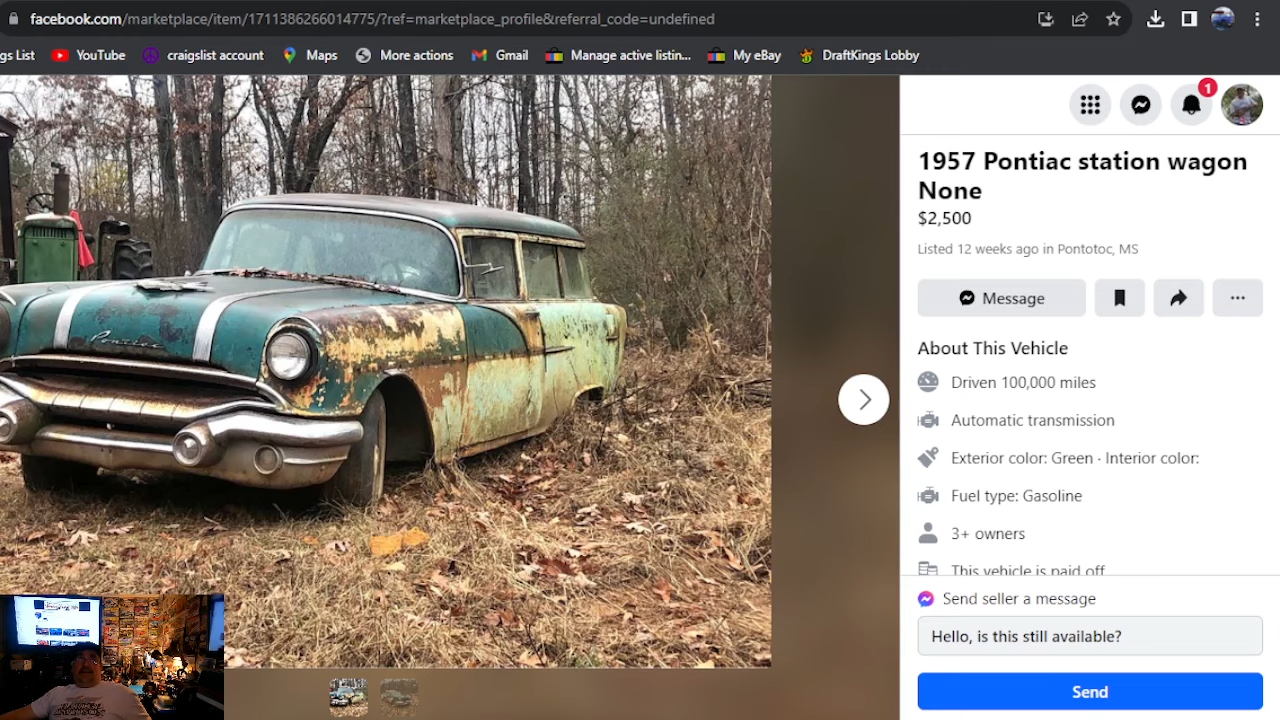 facebook.com/marketplace/item/1711386266014775/?ref=marketplace_profile&referral_code=undefined
gs List YouTube craigslist account Maps More actions Gmail Manage active listin... My eBay DraftKings Lobby
1
1957 Pontiac station wagon
None
$2,500
Listed 12 weeks ago in Pontotoc, MS
Message
About This Vehicle
Driven 100,000 miles
Automatic transmission
Exterior color: Green · Interior color:
Fuel type: Gasoline
3+ owners
This vehicle is paid off
Send seller a message
Hello, is this still available?
Send
Pontiac